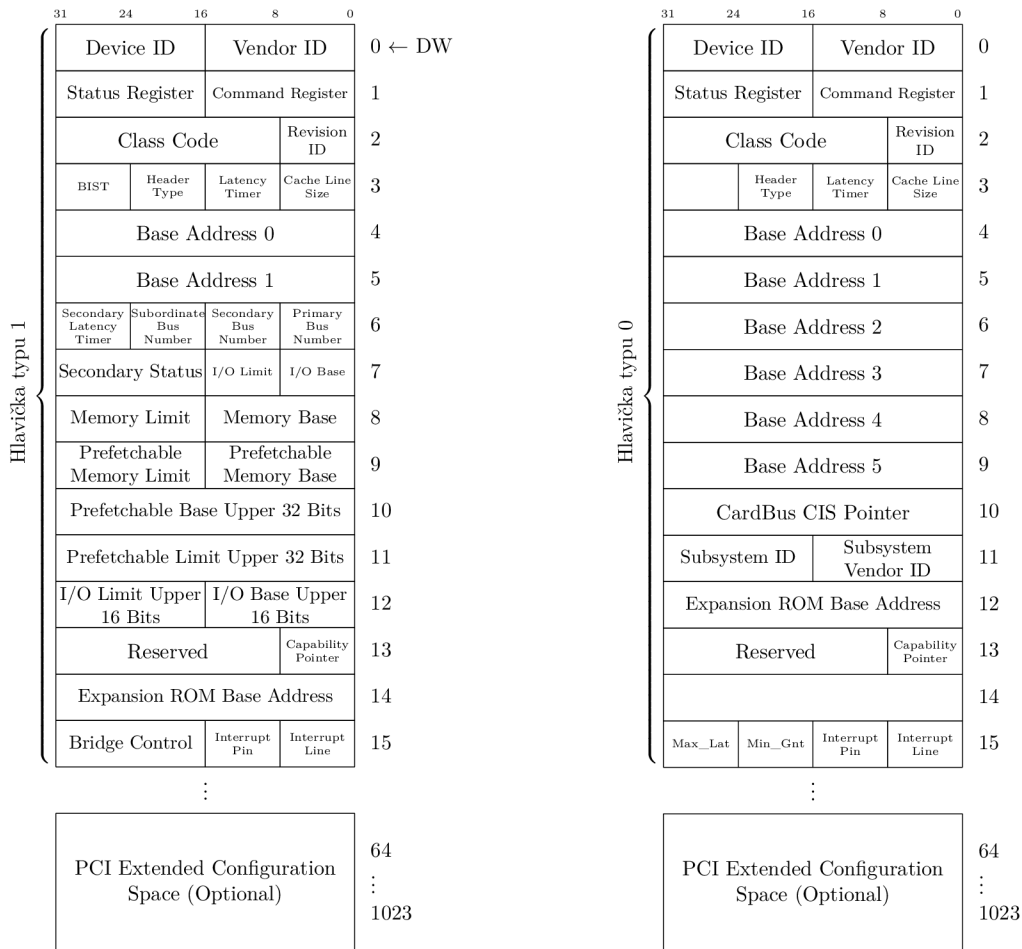 31 24 16 8 0
Device ID Vendor ID 0 ← DW
Status Register Command Register 1
Class Code Revision ID 2
BIST Header Type Latency Timer Cache Line Size 3
Base Address 0 4
Base Address 1 5
Secondary Latency Timer Subordinate Bus Number Secondary Bus Number Primary Bus Number 6
Secondary Status I/O Limit I/O Base 7
Memory Limit Memory Base 8
Prefetchable Memory Limit Prefetchable Memory Base 9
Prefetchable Base Upper 32 Bits 10
Prefetchable Limit Upper 32 Bits 11
I/O Limit Upper 16 Bits I/O Base Upper 16 Bits 12
Reserved Capability Pointer 13
Expansion ROM Base Address 14
Bridge Control Interrupt Pin Interrupt Line 15
Hlavička typu 1
⋮
PCI Extended Configuration
Space (Optional)
64
⋮
1023
31 24 16 8 0
Device ID Vendor ID 0
Status Register Command Register 1
Class Code Revision ID 2
Header Type Latency Timer Cache Line Size 3
Base Address 0 4
Base Address 1 5
Base Address 2 6
Base Address 3 7
Base Address 4 8
Base Address 5 9
CardBus CIS Pointer 10
Subsystem ID Subsystem Vendor ID 11
Expansion ROM Base Address 12
Reserved Capability Pointer 13
14
Max_Lat Min_Gnt Interrupt Pin Interrupt Line 15
Hlavička typu 0
⋮
PCI Extended Configuration
Space (Optional)
64
⋮
1023